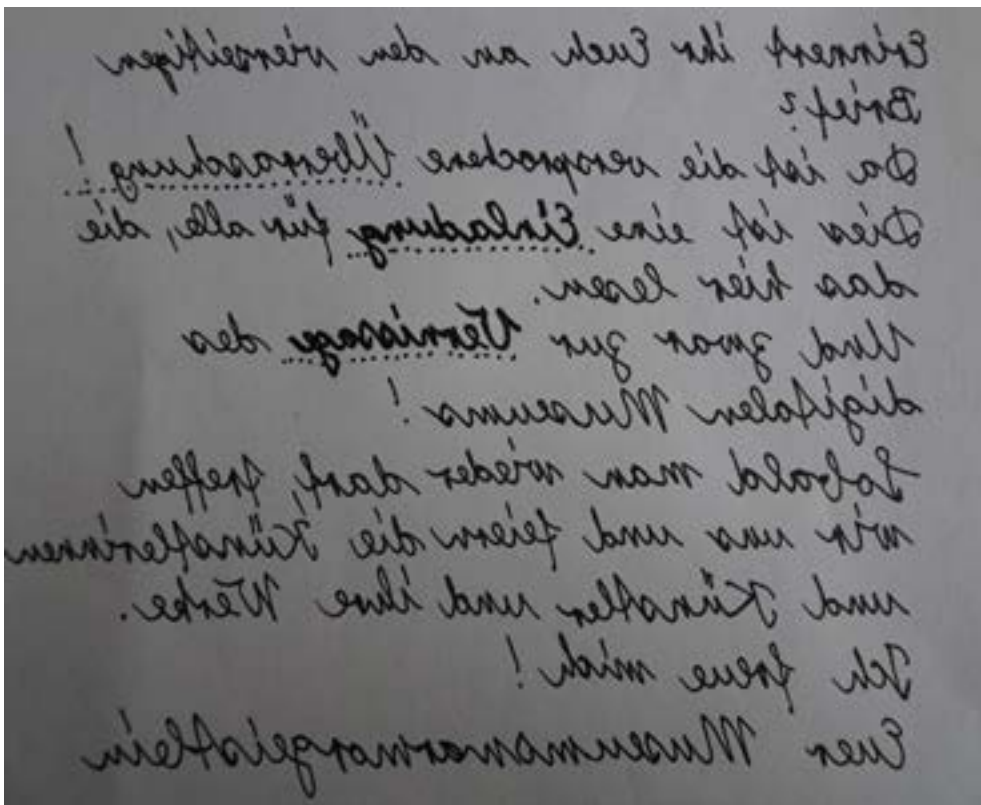 Erinnert ihr Euch an den vierseitigen
Brief?
Da ist die versprochene Überraschung!
Dies ist eine Einladung für alle, die
das hier lesen.
Und zwar zur Vernissage des
digitalen Museums!
Sobald man wieder darf, treffen
wir uns und feiern die Künstlerinnen
und Künstler und ihre Werke.
Ich freue mich!
Euer Museumsmarmorgeistlein